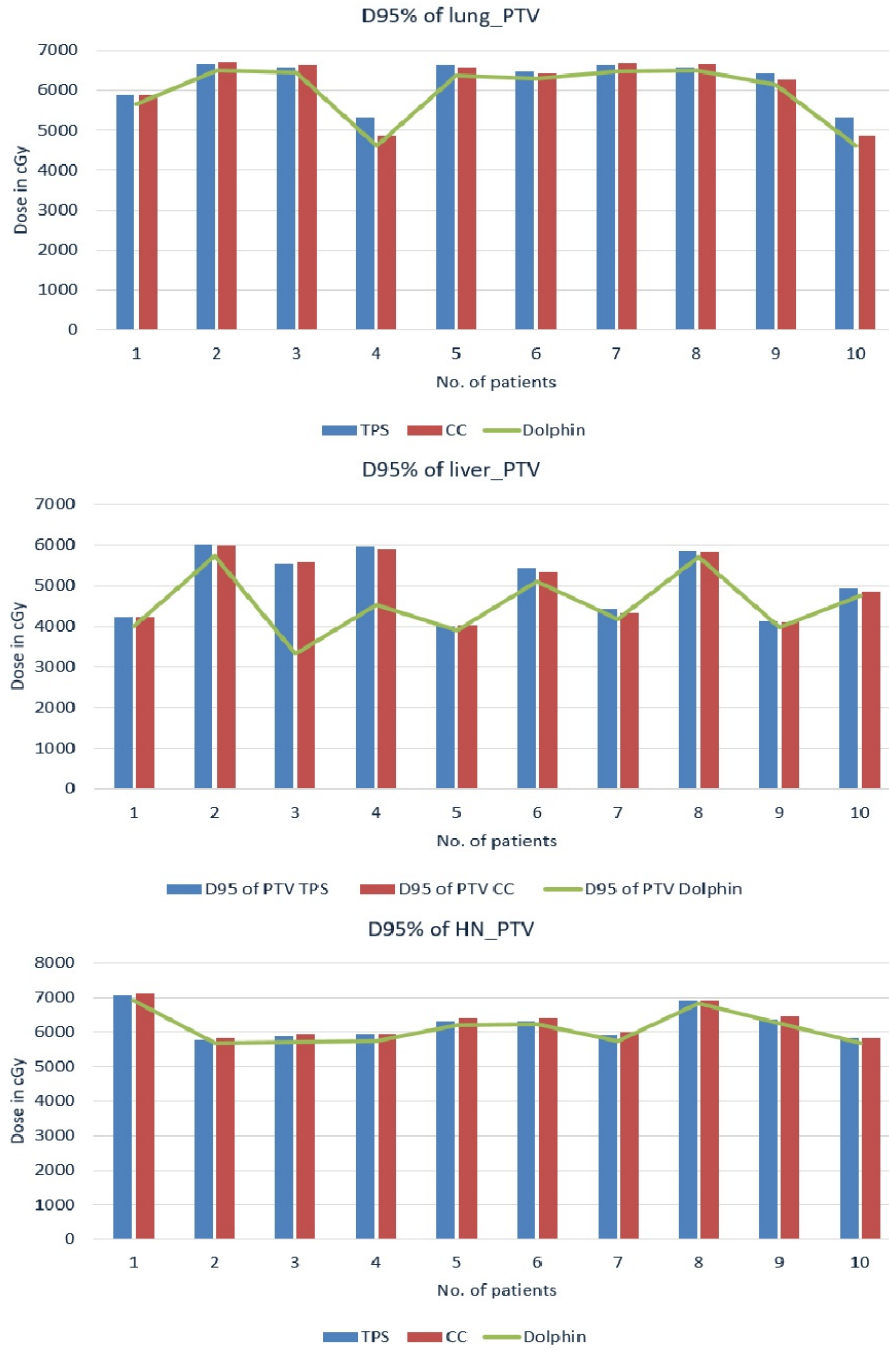 D95% of lung_PTV
7000
6000
5000
4000
3000
2000
1000
0
Dose in cGy
1 2 3 4 5 6 7 8 9 10
No. of patients
TPS CC Dolphin
D95% of liver_PTV
7000
6000
5000
4000
3000
2000
1000
0
Dose in cGy
1 2 3 4 5 6 7 8 9 10
No. of patients
D95 of PTV TPS D95 of PTV CC D95 of PTV Dolphin
D95% of HN_PTV
8000
7000
6000
5000
4000
3000
2000
1000
0
Dose in cGy
1 2 3 4 5 6 7 8 9 10
No. of patients
TPS CC Dolphin